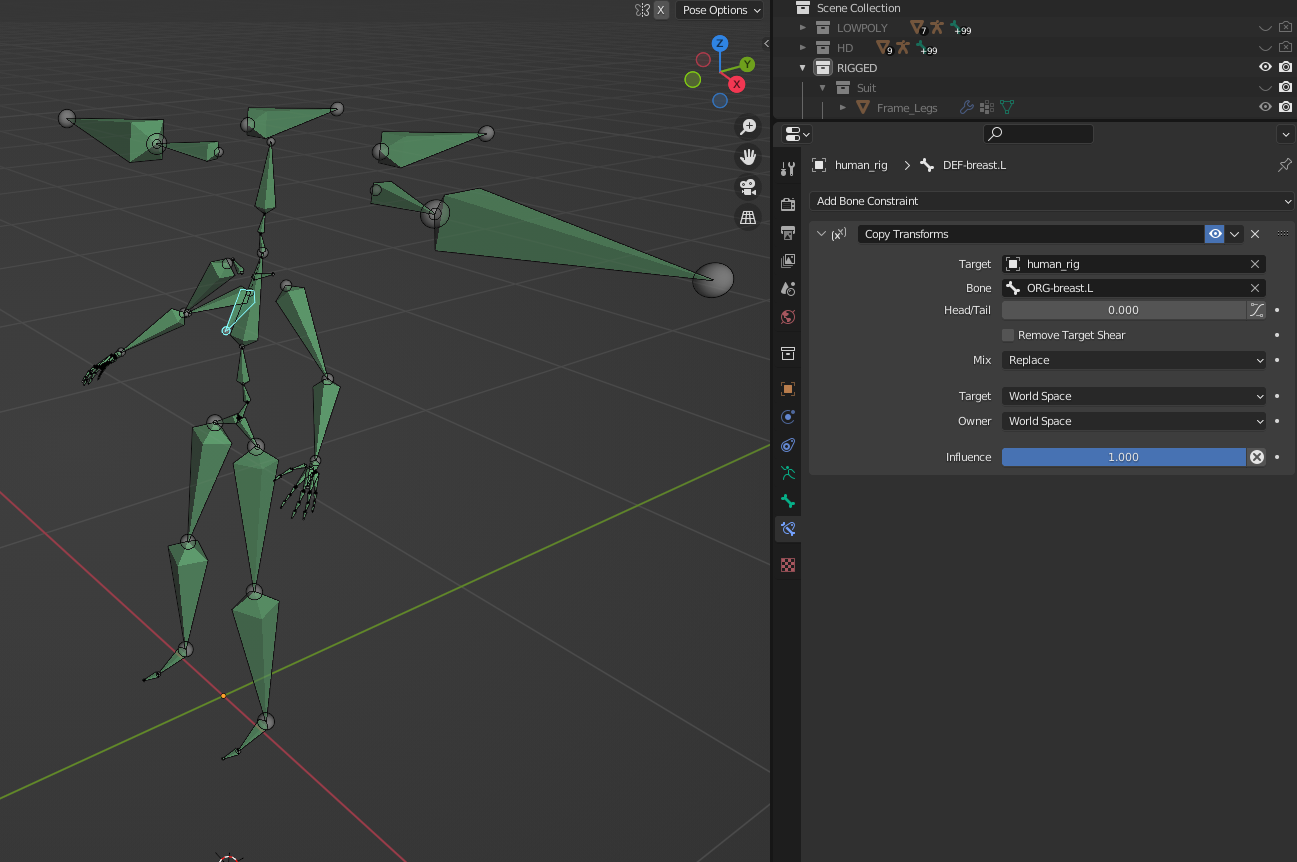 X Pose Options
Z
Y
X
Scene Collection
LOWPOLY 7 +99
HD 9 +99
RIGGED
Suit
Frame_Legs
human_rig > DEF-breast.L
Add Bone Constraint
Copy Transforms
Target human_rig
Bone ORG-breast.L
Head/Tail 0.000
Remove Target Shear
Mix Replace
Target World Space
Owner World Space
Influence 1.000